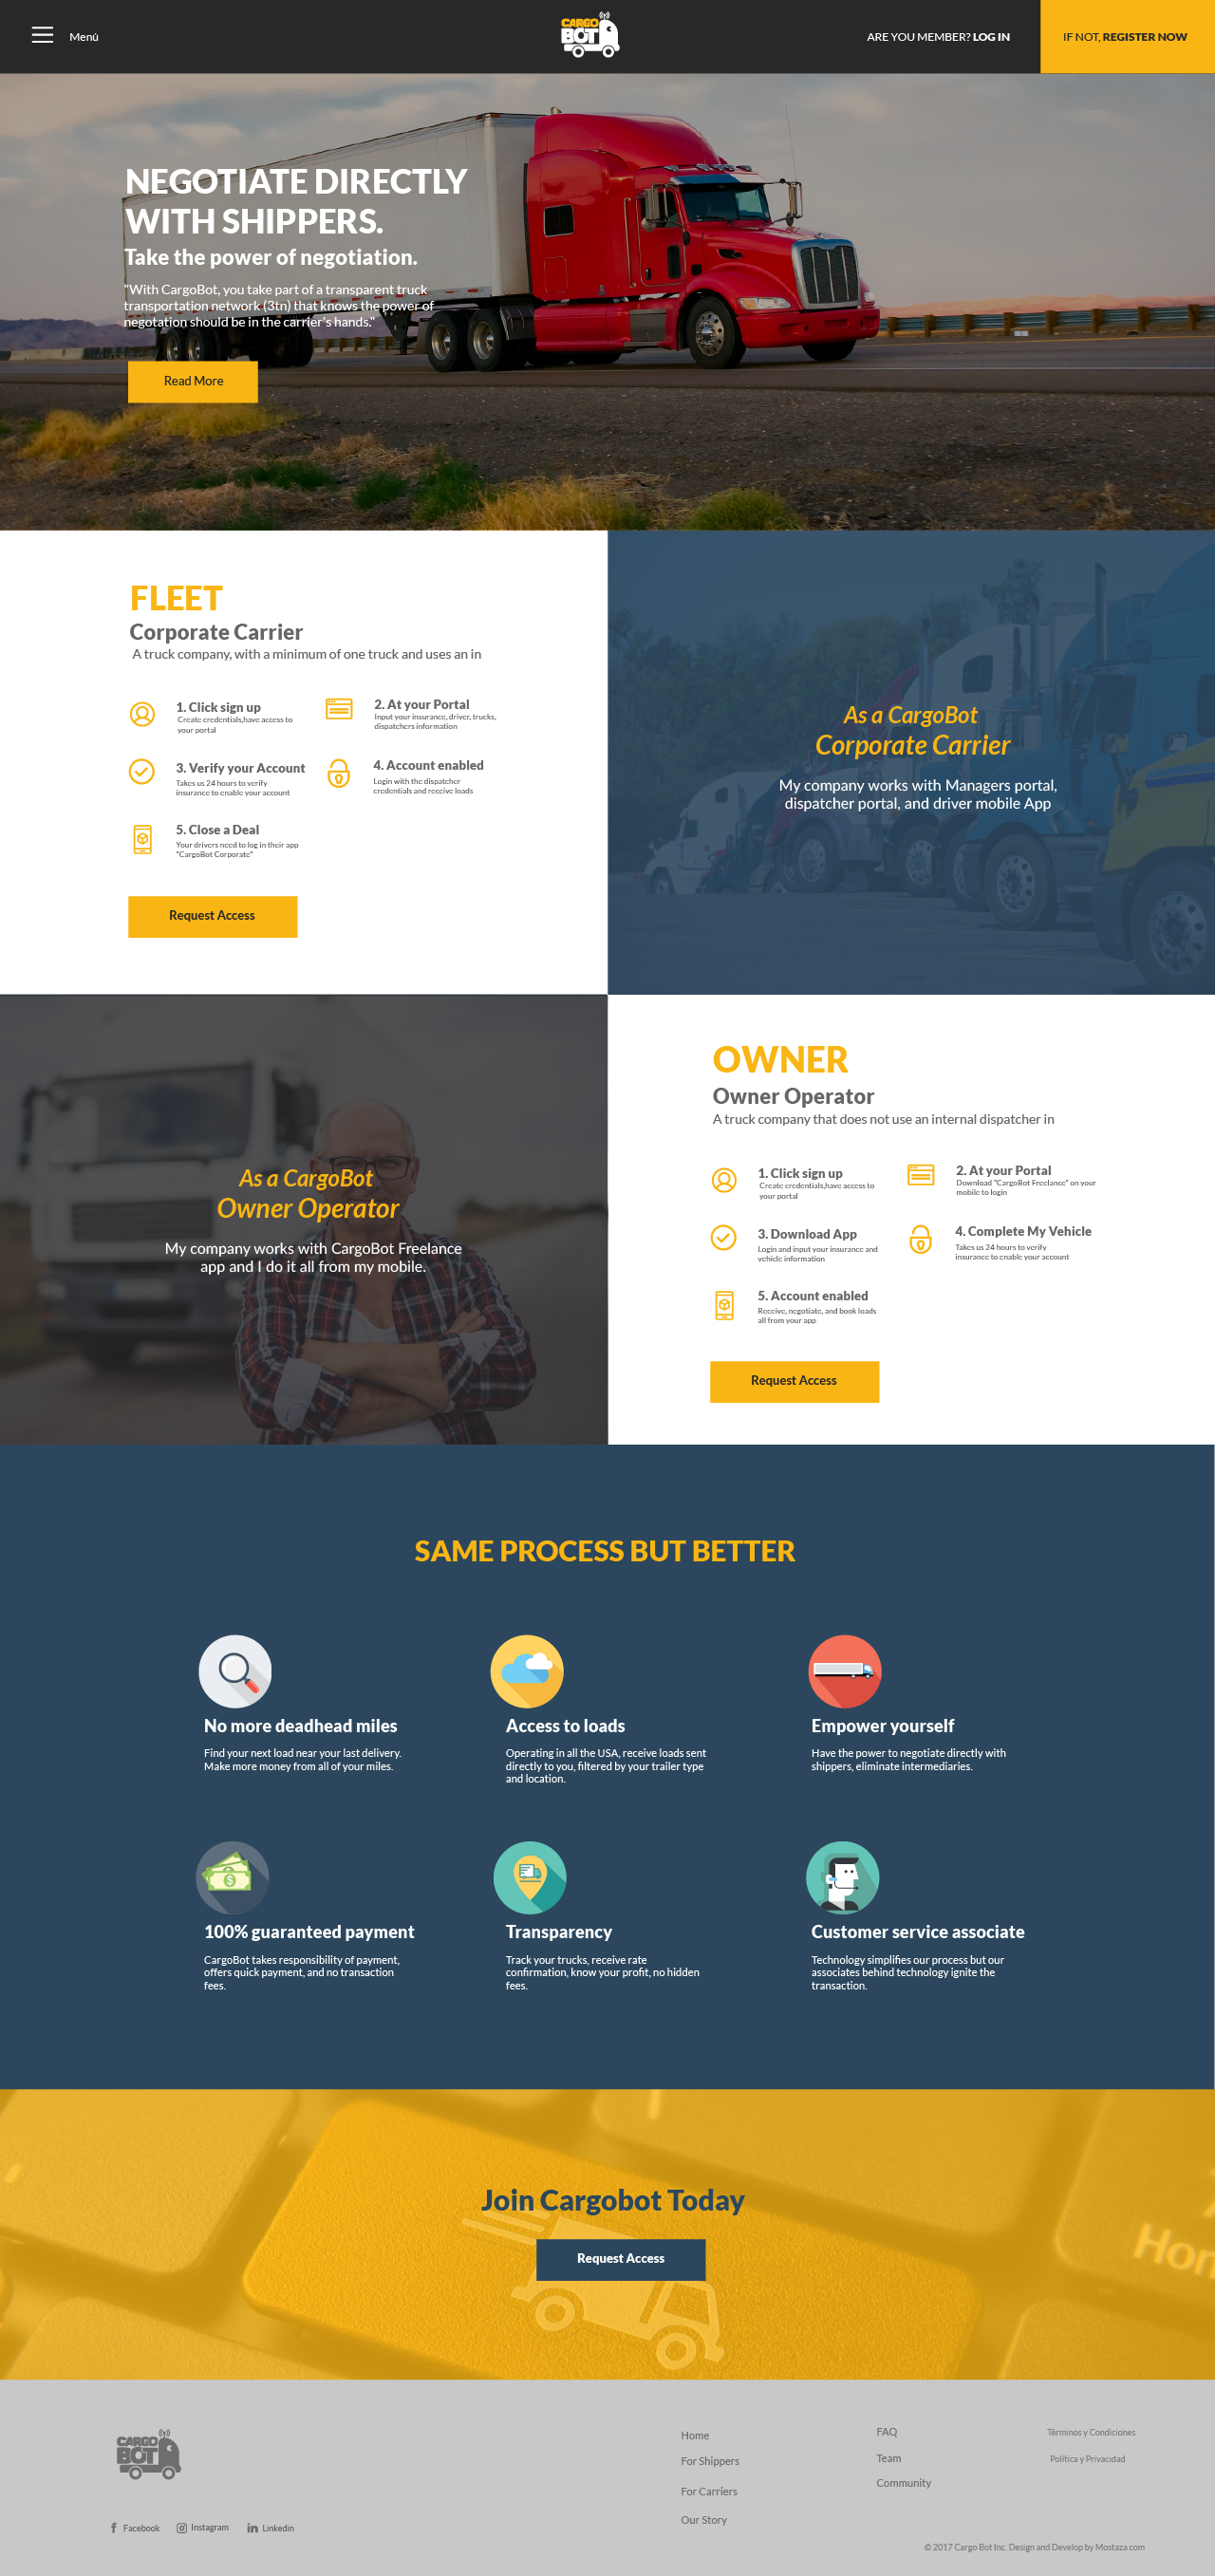 Menú
CARGO
BOT
ARE YOU MEMBER? LOG IN
IF NOT, REGISTER NOW
NEGOTIATE DIRECTLY
WITH SHIPPERS.
Take the power of negotiation.
"With CargoBot, you take part of a transparent truck
transportation network (3tn) that knows the power of
negotation should be in the carrier's hands."
Read More
FLEET
Corporate Carrier
A truck company, with a minimum of one truck and uses an in
1. Click sign up
Create credentials,have access to
your portal
2. At your Portal
Input your insurance, driver, trucks,
dispatchers information
3. Verify your Account
Takes us 24 hours to verify
insurance to enable your account
4. Account enabled
Login with the dispatcher
credentials and receive loads
5. Close a Deal
Your drivers need to log in their app
"CargoBot Corporate"
Request Access
As a CargoBot
Corporate Carrier
My company works with Managers portal,
dispatcher portal, and driver mobile App
As a CargoBot
Owner Operator
My company works with CargoBot Freelance
app and I do it all from my mobile.
OWNER
Owner Operator
A truck company that does not use an internal dispatcher in
1. Click sign up
Create credentials,have access to
your portal
2. At your Portal
Download "CargoBot Freelance" on your
mobile to login
3. Download App
Login and input your insurance and
vehicle information
4. Complete My Vehicle
Takes us 24 hours to verify
insurance to enable your account
5. Account enabled
Receive, negotiate, and book loads
all from your app
Request Access
SAME PROCESS BUT BETTER
No more deadhead miles
Find your next load near your last delivery.
Make more money from all of your miles.
Access to loads
Operating in all the USA, receive loads sent
directly to you, filtered by your trailer type
and location.
Empower yourself
Have the power to negotiate directly with
shippers, eliminate intermediaries.
100% guaranteed payment
CargoBot takes responsibility of payment,
offers quick payment, and no transaction
fees.
Transparency
Track your trucks, receive rate
confirmation, know your profit, no hidden
fees.
Customer service associate
Technology simplifies our process but our
associates behind technology ignite the
transaction.
Join Cargobot Today
Request Access
Hom
CARGO
BOT
Facebook
Instagram
Linkedin
Home
For Shippers
For Carriers
Our Story
FAQ
Team
Community
Términos y Condiciones
Política y Privacidad
© 2017 Cargo Bot Inc. Design and Develop by Mostaza.com